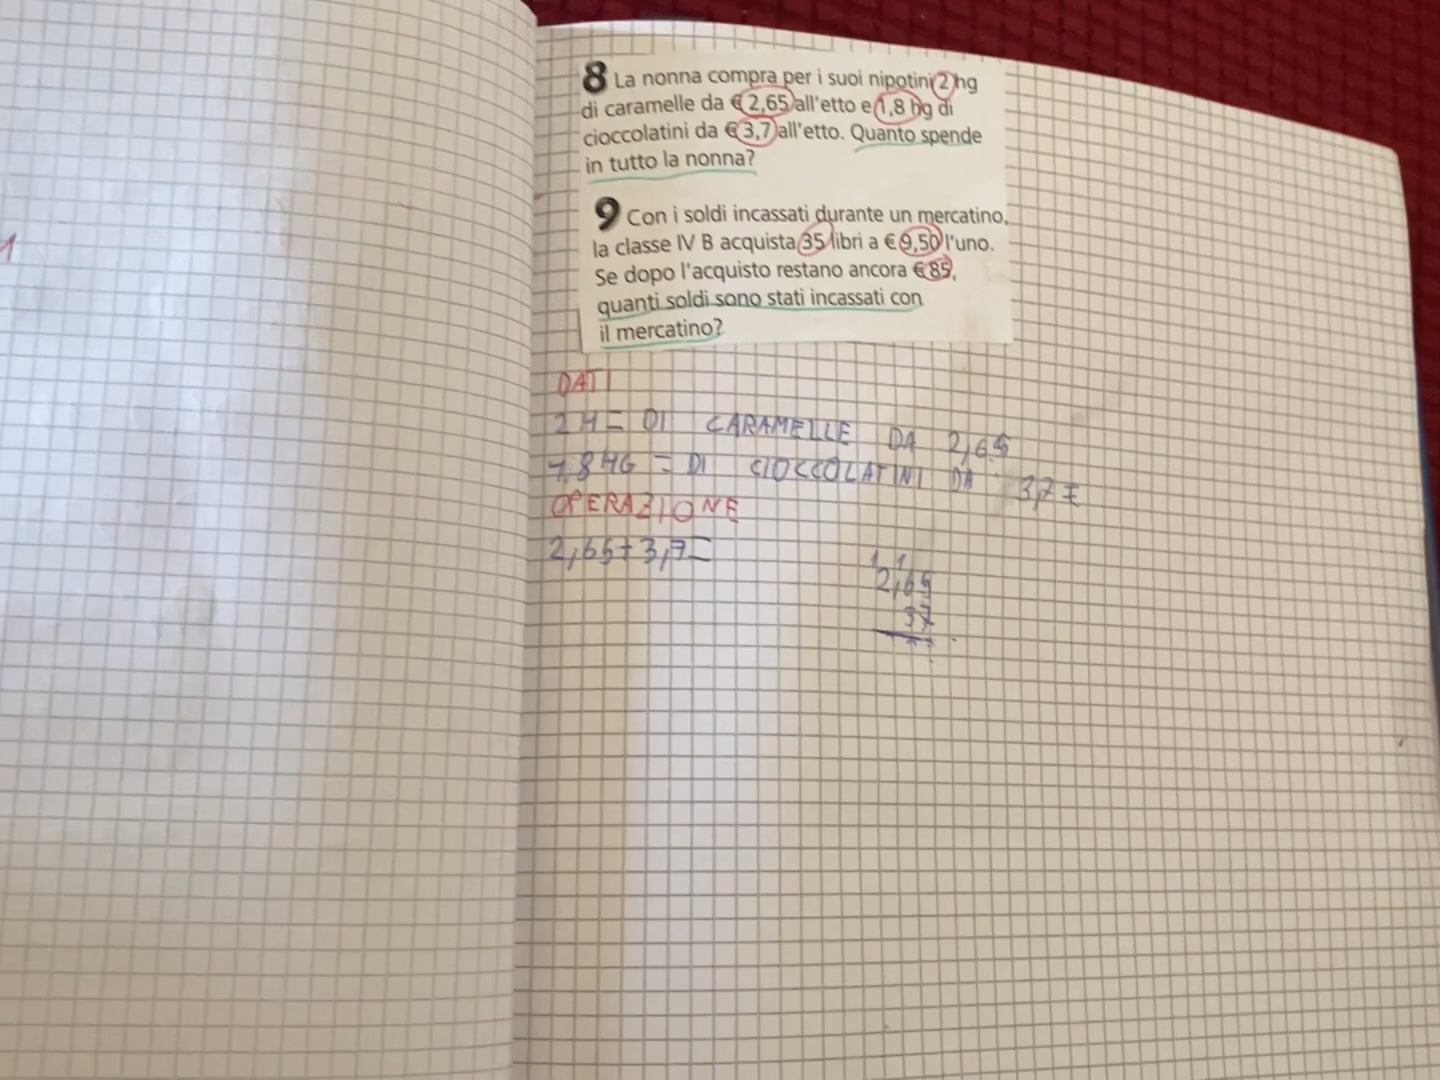 1
8 La nonna compra per i suoi nipotini 2 hg
di caramelle da € 2,65 all'etto e 1,8 hg di
cioccolatini da € 3,7 all'etto. Quanto spende
in tutto la nonna?
9 Con i soldi incassati durante un mercatino,
la classe IV B acquista 35 libri a € 9,50 l'uno.
Se dopo l'acquisto restano ancora € 85,
quanti soldi sono stati incassati con
il mercatino?
DATI
2 H = DI CARAMELLE DA 2,65
1,8 HG = DI CIOCCOLATINI DA 3,7 =
OPERAZIONE
2,65+3,7=
1 1
2,65
37